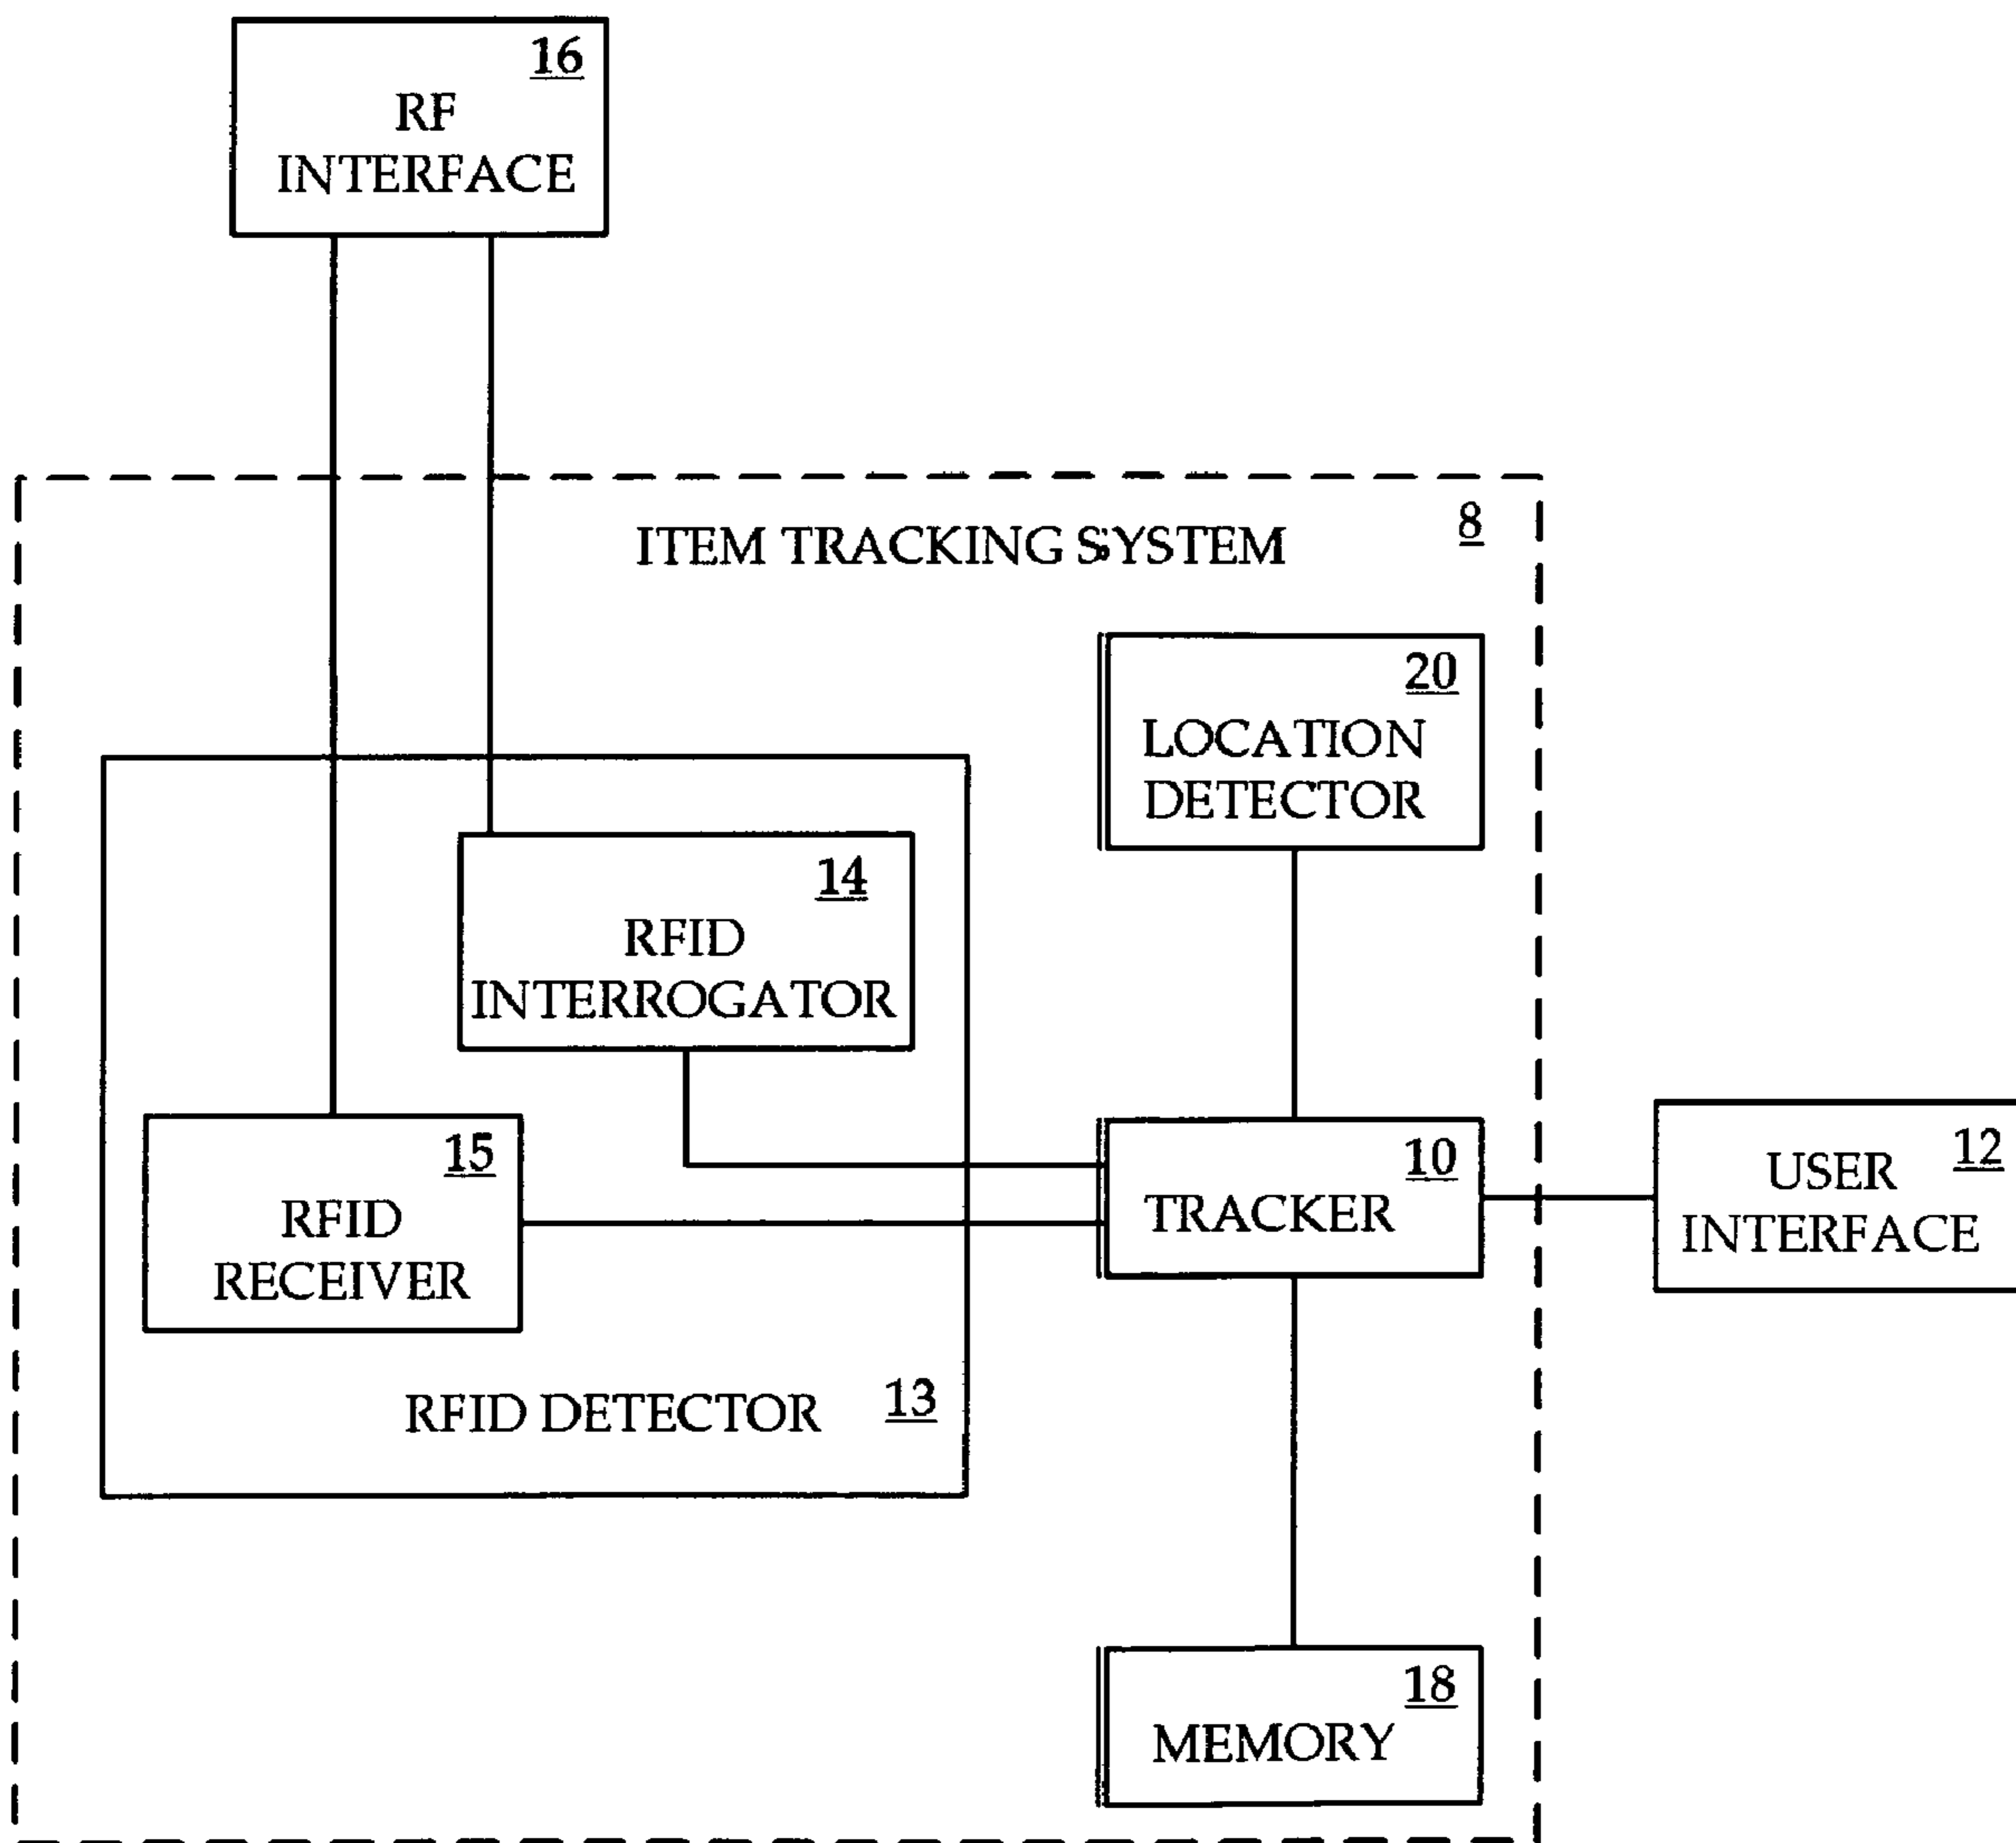 16
RF
INTERFACE
8
ITEM TRACKING SYSTEM
20
LOCATION
DETECTOR
14
RFID
INTERROGATOR
15
RFID
RECEIVER
10
TRACKER
12
USER
INTERFACE
RFID DETECTOR 13
18
MEMORY